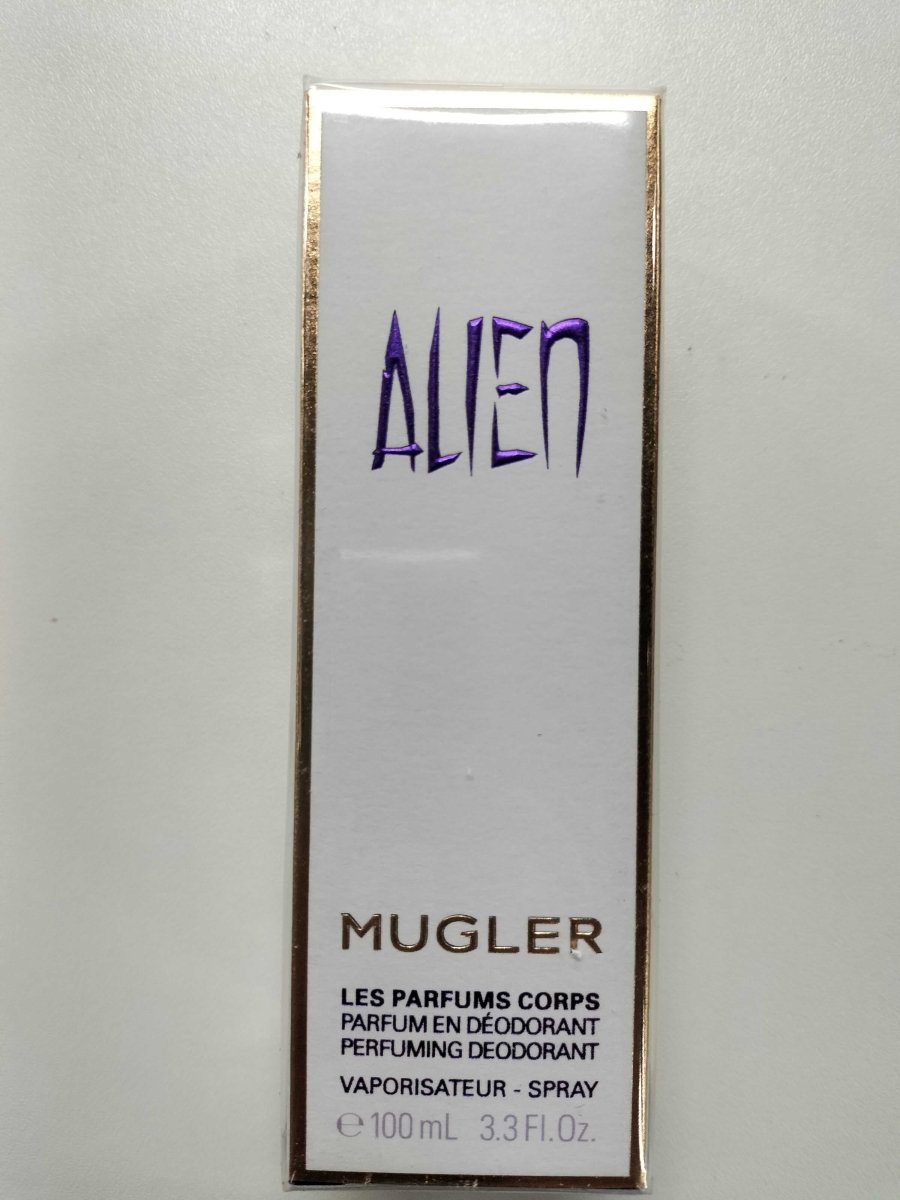 ALIEN
MUGLER
LES PARFUMS CORPS
PARFUM EN DÉODORANT
PERFUMING DEODORANT
VAPORISATEUR - SPRAY
℮ 100 mL 3.3 Fl.Oz.